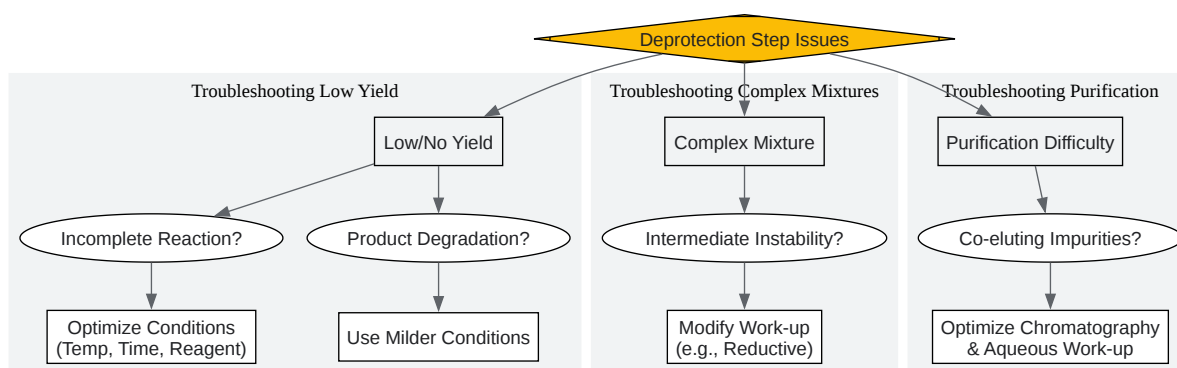 Deprotection Step Issues
Troubleshooting Low Yield
Troubleshooting Complex Mixtures
Troubleshooting Purification
Low/No Yield
Complex Mixture
Purification Difficulty
Incomplete Reaction?
Product Degradation?
Intermediate Instability?
Co-eluting Impurities?
Optimize Conditions
(Temp, Time, Reagent)
Use Milder Conditions
Modify Work-up
(e.g., Reductive)
Optimize Chromatography
& Aqueous Work-up